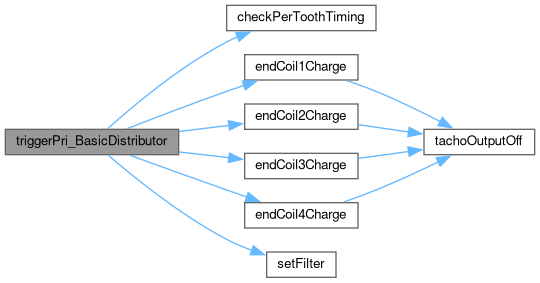 checkPerToothTiming
endCoil1Charge
endCoil2Charge
triggerPri_BasicDistributor
tachoOutputOff
endCoil3Charge
endCoil4Charge
setFilter